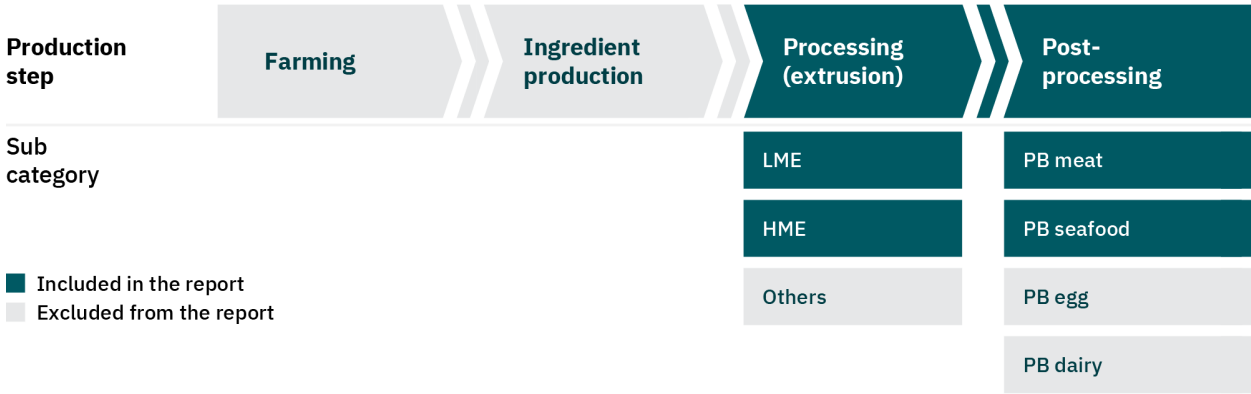 Production
step
Farming
Ingredient
production
Processing
(extrusion)
Post-
processing
Sub
category
LME
PB meat
HME
PB seafood
Included in the report
Excluded from the report
Others
PB egg
PB dairy